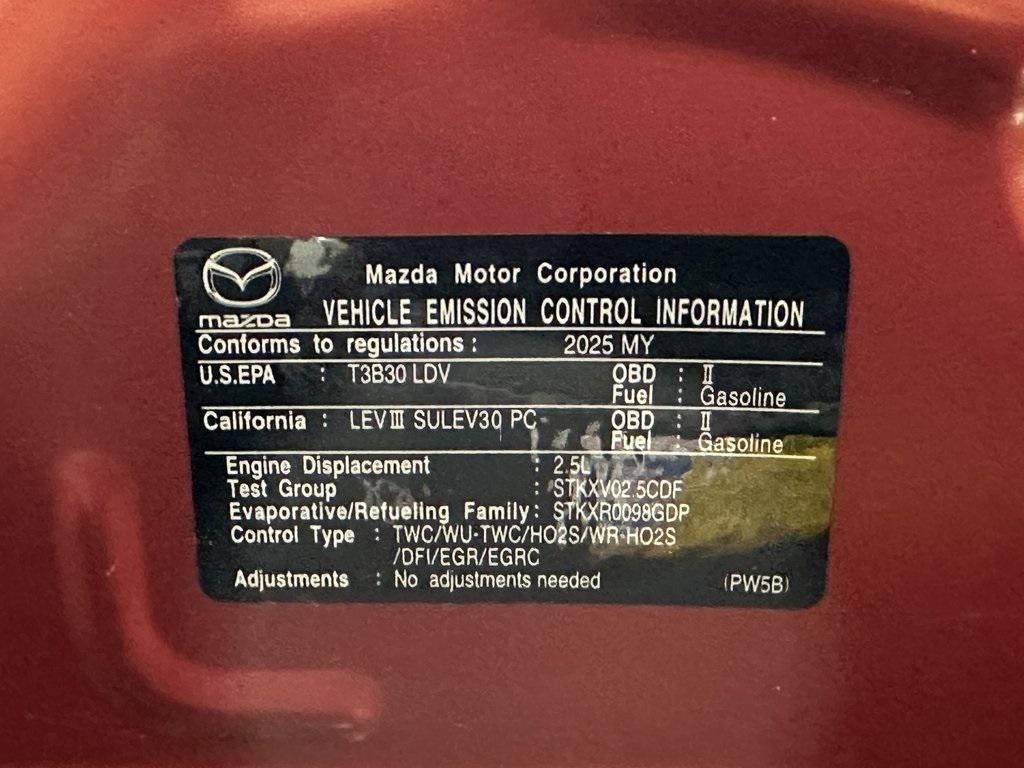 Mazda Motor Corporation
mazda VEHICLE EMISSION CONTROL INFORMATION
Conforms to regulations : 2025 MY
U.S.EPA : T3B30 LDV OBD : II
Fuel : Gasoline
California : LEV III SULEV30 PC OBD : II
Fuel : Gasoline
Engine Displacement : 2.5L
Test Group : STKXV02.5CDF
Evaporative/Refueling Family: STKXR0098GDP
Control Type : TWC/WU-TWC/HO2S/WR-HO2S
/DFI/EGR/EGRC
Adjustments : No adjustments needed (PW5B)